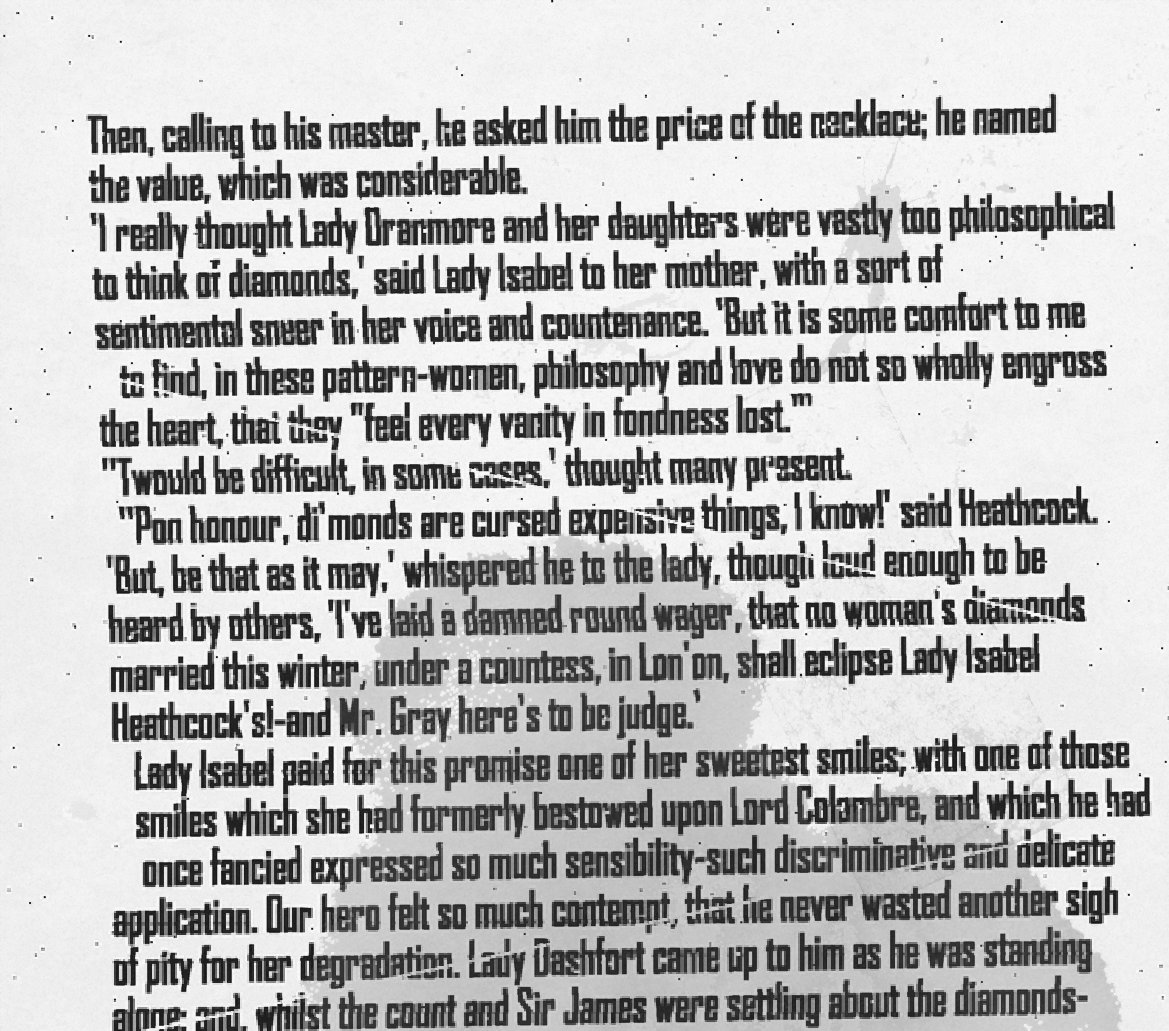 Then, calling to his master, he asked him the price of the necklace; he named
the value, which was considerable.
'I really thought Lady Oranmore and her daughters were vastly too philosophical
to think of diamonds,' said Lady Isabel to her mother, with a sort of
sentimental sneer in her voice and countenance. 'But it is some comfort to me
to find, in these pattern-women, philosophy and love do not so wholly engross
the heart, that they "feel every vanity in fondness lost."'
''Twould be difficult, in some cases,' thought many present.
''Pon honour, di'monds are cursed expensive things, I know!' said Heathcock.
'But, be that as it may,' whispered he to the lady, though loud enough to be
heard by others, 'I've laid a damned round wager, that no woman's diamonds
married this winter, under a countess, in Lon'on, shall eclipse Lady Isabel
Heathcock's!-and Mr. Gray here's to be judge.'
Lady Isabel paid for this promise one of her sweetest smiles; with one of those
smiles which she had formerly bestowed upon Lord Colambre, and which he had
once fancied expressed so much sensibility-such discriminative and delicate
application. Our hero felt so much contempt, that he never wasted another sigh
of pity for her degradation. Lady Dashfort came up to him as he was standing
alone; and, whilst the count and Sir James were settling about the diamonds-